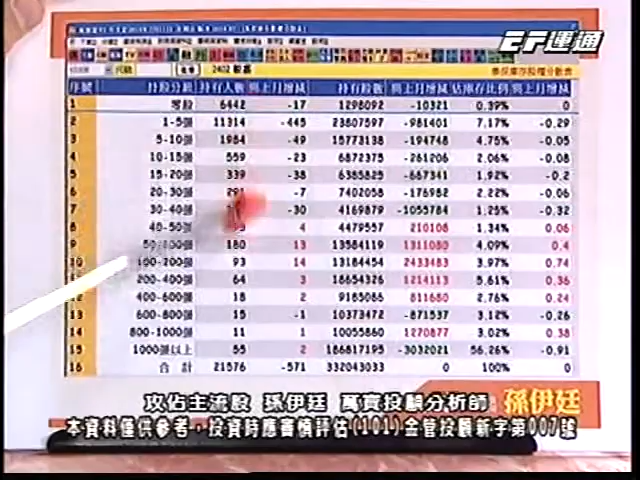 EF運通
2402 毅嘉
集保庫存股權分散表
序號 持股分級 持有人數 與上月增減 持有股數 與上月增減 佔庫存比例 與上月增減
1 零股 6442 -17 1298092 -10321 0.39% 0
2 1-5張 11314 -445 23807597 -981401 7.17% -0.29
3 5-10張 1984 -49 15773138 -194748 4.75% -0.05
4 10-15張 559 -23 6872375 -261206 2.06% -0.08
5 15-20張 339 -38 6385825 -667341 1.92% -0.2
6 20-30張 -7 7402058 -176982 2.22% -0.06
7 30-40張 -30 4169879 -1055784 1.25% -0.32
8 40-50張 4 4479557 210108 1.34% 0.06
9 50-100張 180 13 13584119 1311080 4.09% 0.4
10 100-200張 93 14 13184454 2433483 3.97% 0.74
11 200-400張 64 3 18654326 1214113 5.61% 0.36
12 400-600張 18 2 9185086 811680 2.76% 0.24
13 600-800張 15 -1 10373472 -871537 3.12% -0.26
14 800-1000張 11 1 10055860 1270877 3.02% 0.38
15 1000張以上 55 2 186817195 -3032021 56.26% -0.91
16 合計 21576 -571 332043033 0 100% 0
攻佔主流股 孫伊廷 萬寶投顧分析師 孫伊廷
本資料僅供參考，投資時應審慎評估(101)金管投顧新字第007號